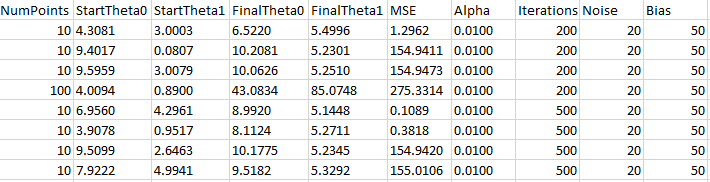 NumPoints StartTheta0 StartTheta1 FinalTheta0 FinalTheta1 MSE Alpha Iterations Noise Bias
10 4.3081 3.0003 6.5220 5.4996 1.2962 0.0100 200 20 50
10 9.4017 0.0807 10.2081 5.2301 154.9411 0.0100 200 20 50
10 9.5959 3.0079 10.0626 5.2510 154.9473 0.0100 200 20 50
100 4.0094 0.8900 43.0834 85.0748 275.3314 0.0100 200 20 50
10 6.9560 4.2961 8.9920 5.1448 0.1089 0.0100 500 20 50
10 3.9078 0.9517 8.1124 5.2711 0.3818 0.0100 500 20 50
10 9.5099 2.6463 10.1775 5.2345 154.9420 0.0100 500 20 50
10 7.9222 4.9941 9.5182 5.3292 155.0106 0.0100 500 20 50